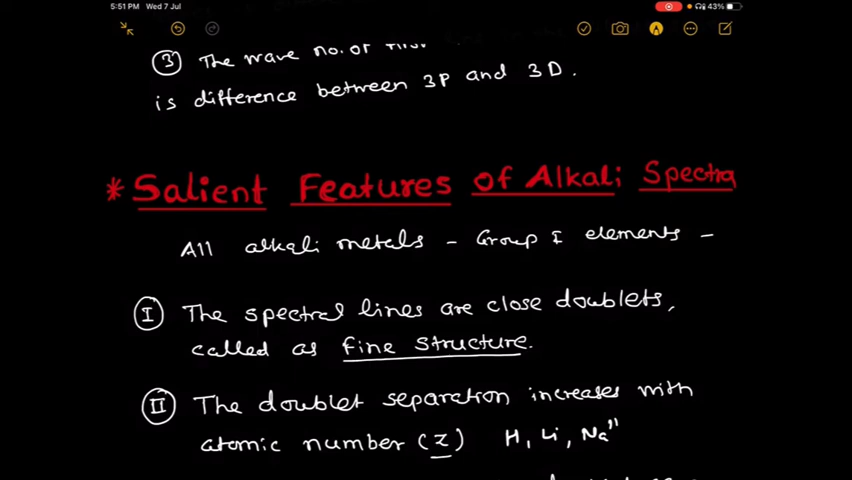 5:51 PM Wed 7 Jul
43%
③ The wave no. of
is difference between 3P and 3D.
* Salient Features of Alkali Spectra
All alkali metals - Group I elements -
Ⅰ The spectral lines are close doublets,
called as fine structure.
Ⅱ The doublet separation increases with
atomic number (z) H, Li, Na"